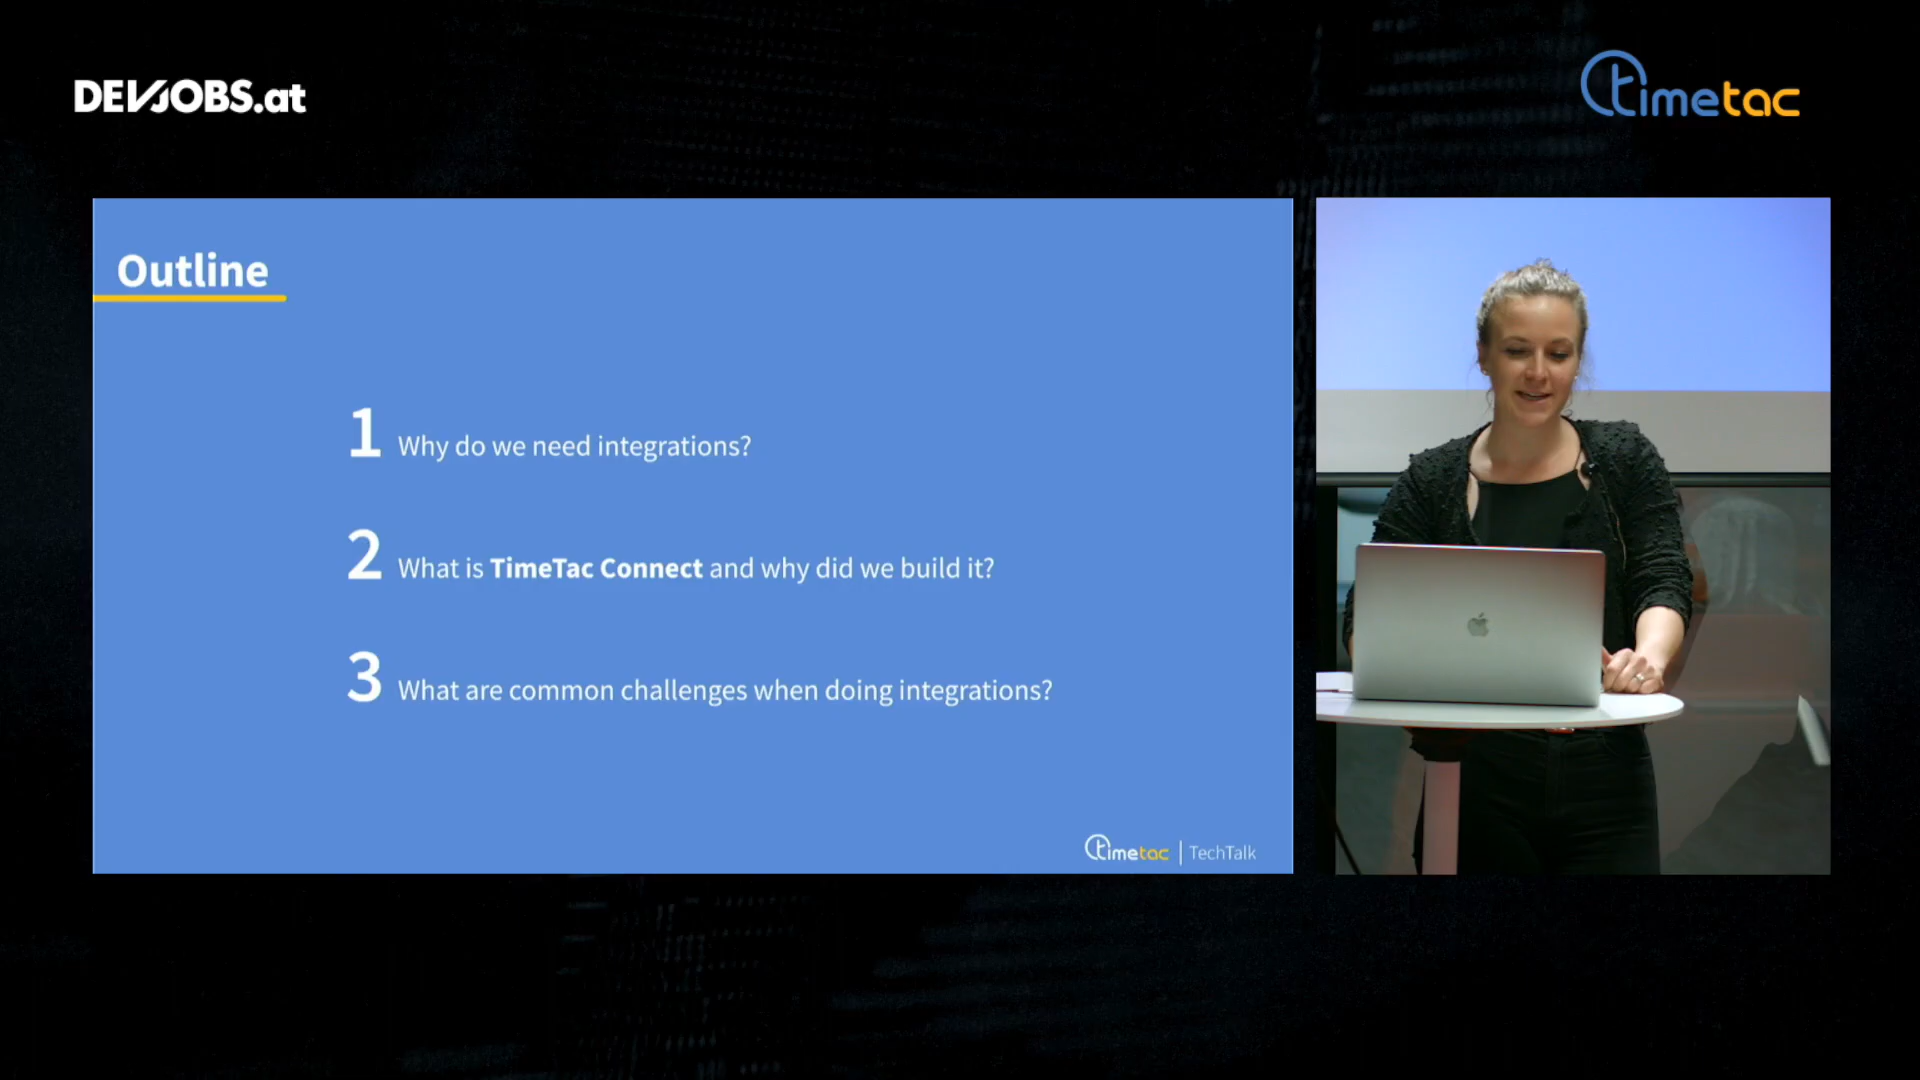 DEVJOBS.at
timetac
Outline
1 Why do we need integrations?
2 What is TimeTac Connect and why did we build it?
3 What are common challenges when doing integrations?
timetac | TechTalk